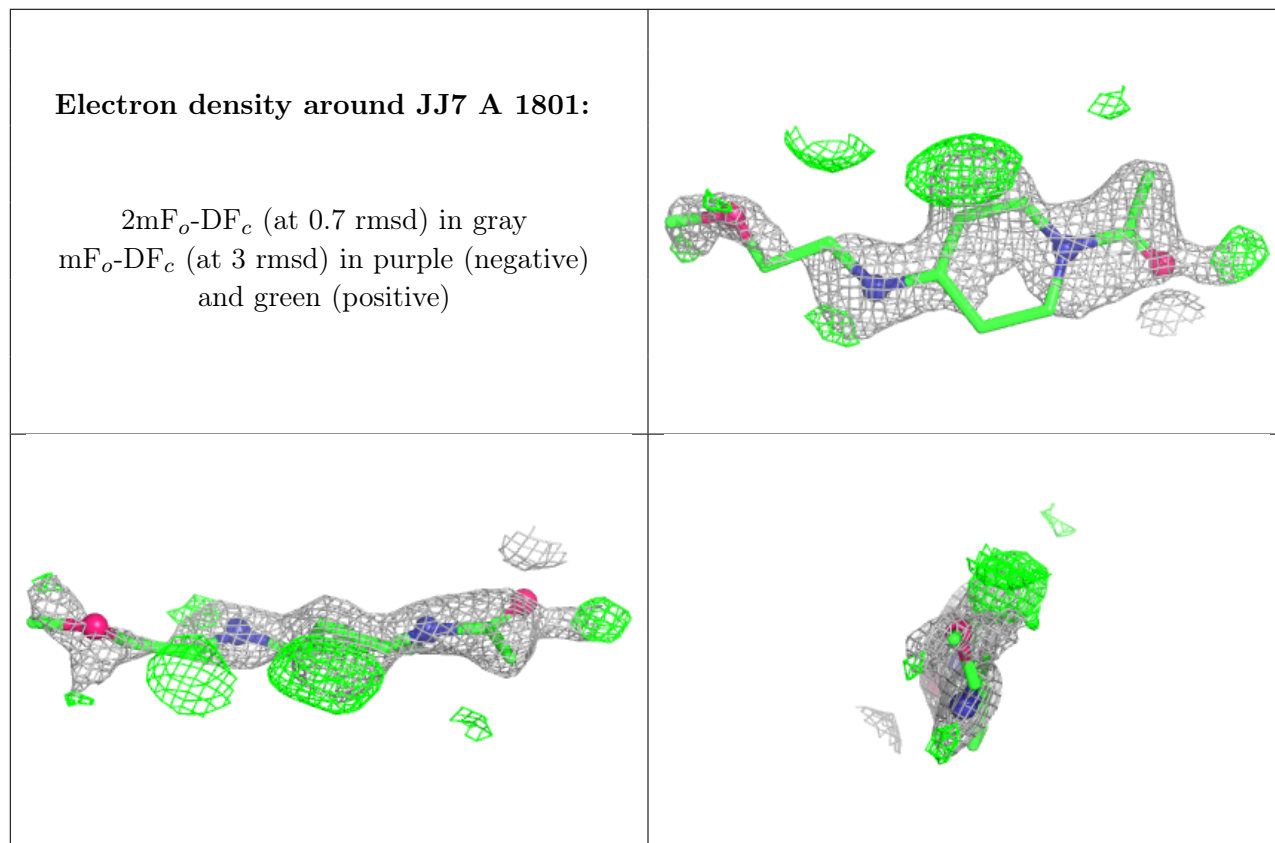 Electron density around JJ7 A 1801:
2mFo-DFc (at 0.7 rmsd) in gray
mFo-DFc (at 3 rmsd) in purple (negative)
and green (positive)